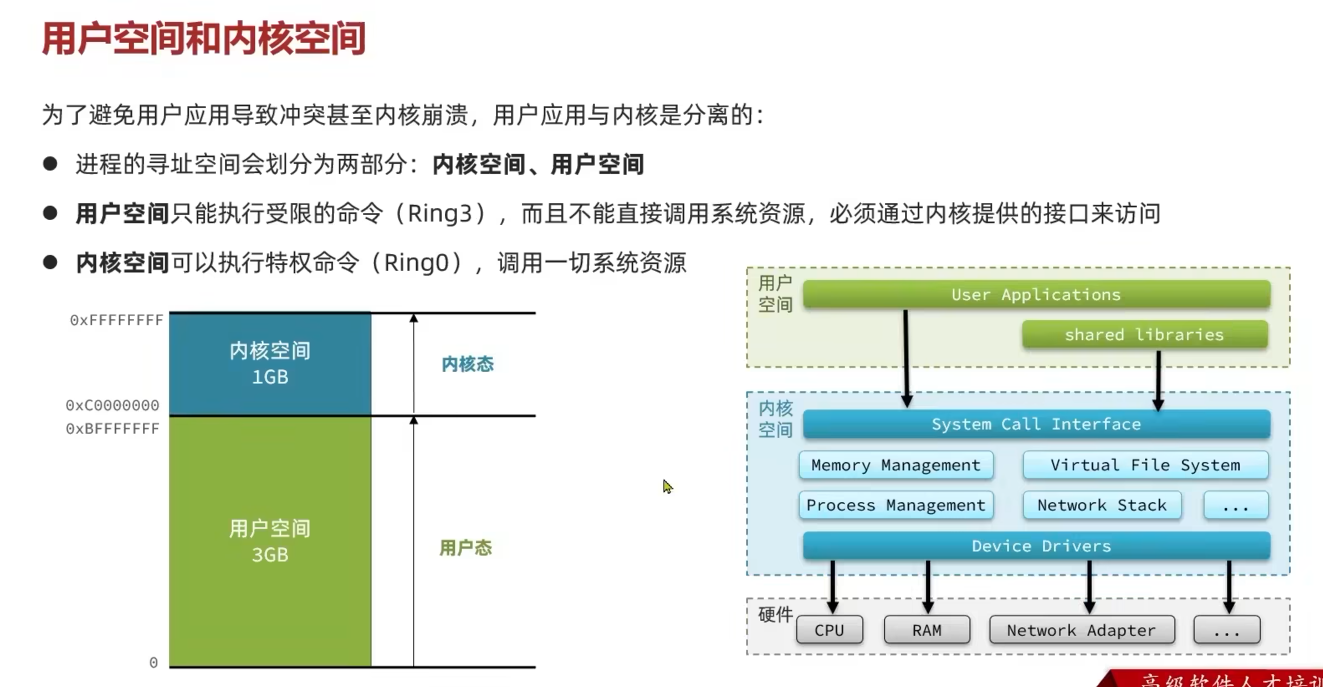 用户空间和内核空间
为了避免用户应用导致冲突甚至内核崩溃，用户应用与内核是分离的：
● 进程的寻址空间会划分为两部分：内核空间、用户空间
● 用户空间只能执行受限的命令（Ring3），而且不能直接调用系统资源，必须通过内核提供的接口来访问
● 内核空间可以执行特权命令（Ring0），调用一切系统资源
0xFFFFFFFF
内核空间
1GB
内核态
0xC0000000
0xBFFFFFFF
用户空间
3GB
用户态
0
用户
空间
User Applications
shared libraries
内核
空间
System Call Interface
Memory Management
Virtual File System
Process Management
Network Stack
...
Device Drivers
硬件
CPU
RAM
Network Adapter
...
高级软件人才培训